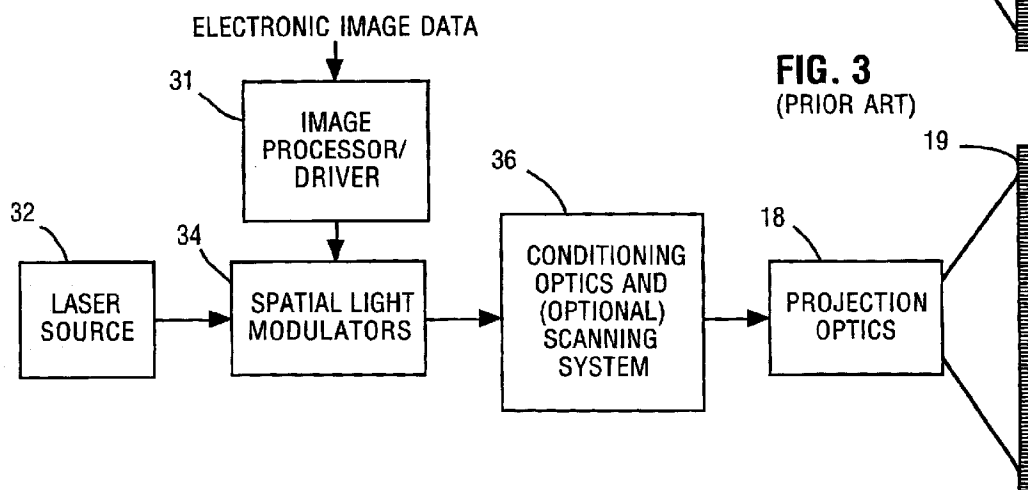 ELECTRONIC IMAGE DATA
31
IMAGE
PROCESSOR/
DRIVER
FIG. 3
(PRIOR ART)
19
36
32
34
18
LASER
SOURCE
SPATIAL LIGHT
MODULATORS
CONDITIONING
OPTICS AND
(OPTIONAL)
SCANNING
SYSTEM
PROJECTION
OPTICS